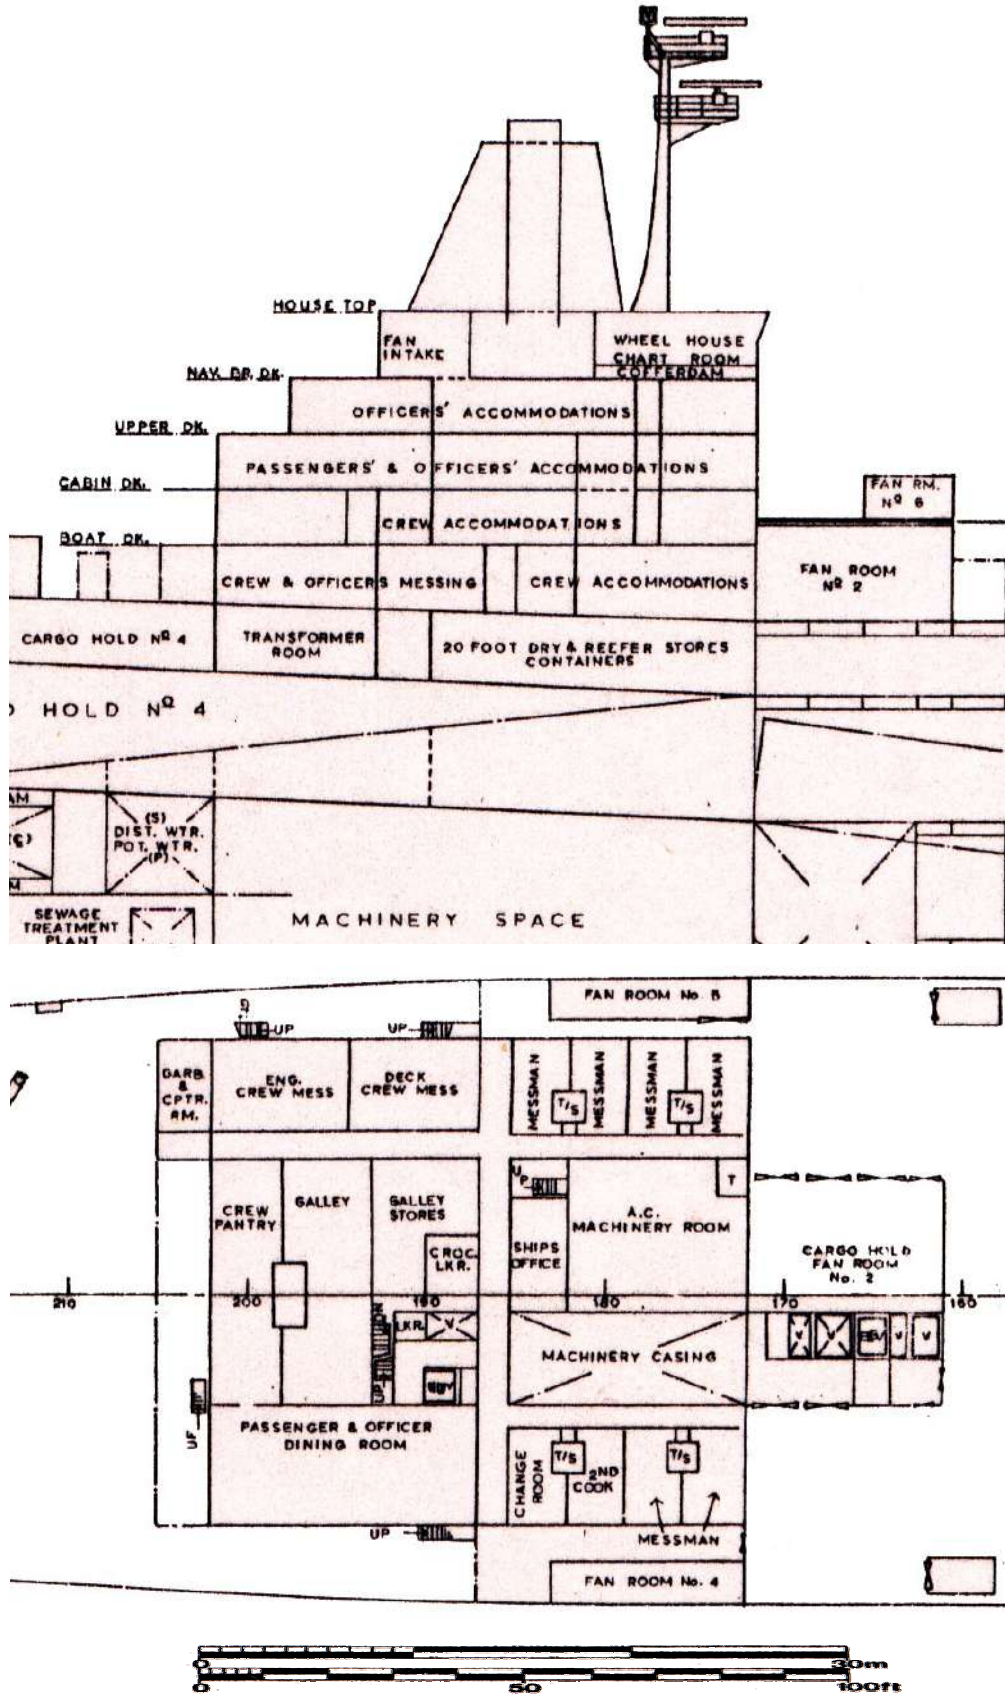 HOUSE TOP
FAN
INTAKE
WHEEL HOUSE
CHART ROOM
COFFERDAM
NAV. BR. DK.
OFFICERS' ACCOMMODATIONS
UPPER DK.
PASSENGERS' & OFFICERS' ACCOMMODATIONS
CABIN DK.
FAN RM.
Nº 6
CREW ACCOMMODATIONS
BOAT DK.
CREW & OFFICERS MESSING
CREW ACCOMMODATIONS
FAN ROOM
Nº 2
CARGO HOLD Nº 4
TRANSFORMER
ROOM
20 FOOT DRY & REEFER STORES
CONTAINERS
HOLD Nº 4
AM
(S)
DIST. WTR.
POT. WTR.
(P)
(C)
M
SEWAGE
TREATMENT
PLANT
MACHINERY SPACE
FAN ROOM No. 5
UP
UP
GARB.
&
CPTR.
RM.
ENG.
CREW MESS
DECK
CREW MESS
MESSMAN
T/S
MESSMAN
MESSMAN
T/S
MESSMAN
CREW
PANTRY
GALLEY
GALLEY
STORES
CROC.
LKR.
UP
T
SHIPS
OFFICE
A.C.
MACHINERY ROOM
CARGO HOLD
FAN ROOM
No. 2
210
200
190
180
170
160
DN
LKR.
V
UP
MACHINERY CASING
V
V
V
V
UP
PASSENGER & OFFICER
DINING ROOM
CHANGE
ROOM
T/S
2ND
COOK
T/S
MESSMAN
UP
FAN ROOM No. 4
0
30m
0
50
100ft